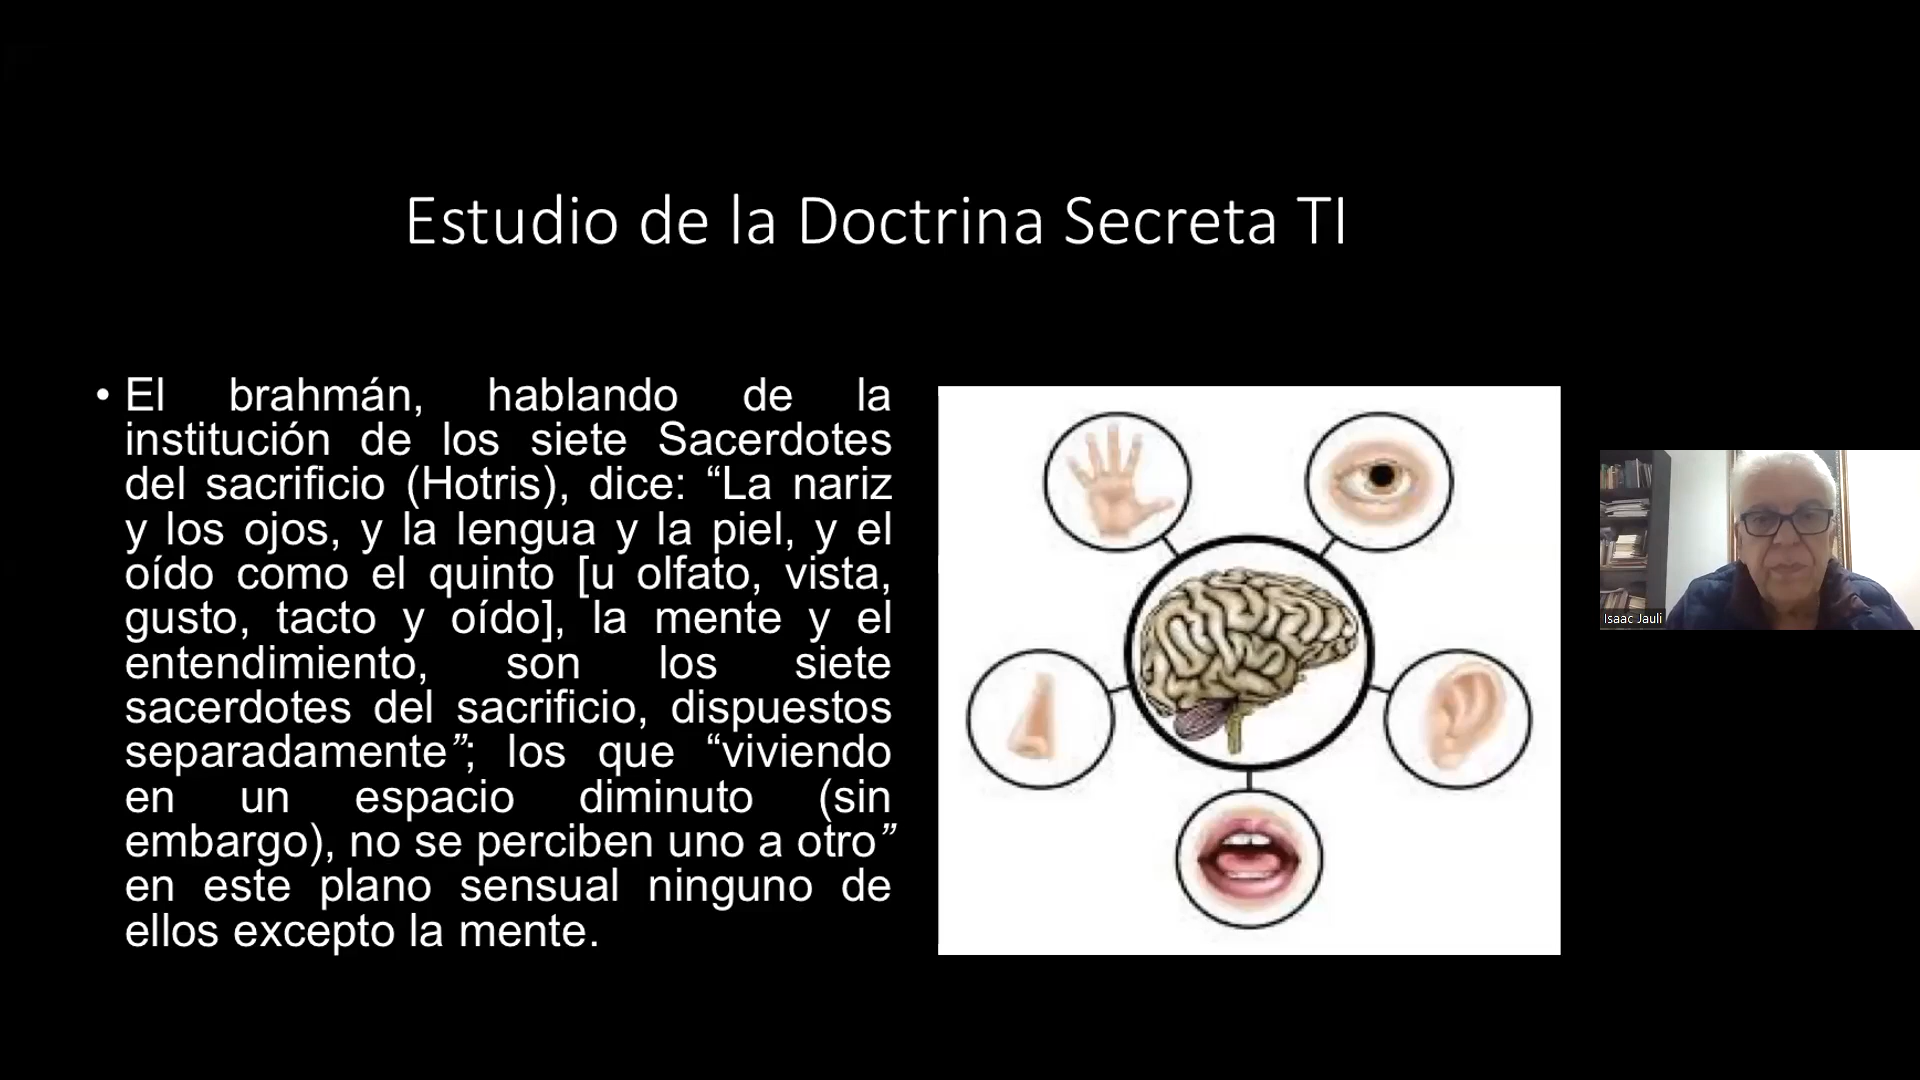 Estudio de la Doctrina Secreta TI
• El brahmán, hablando de la
institución de los siete Sacerdotes
del sacrificio (Hotris), dice: “La nariz
y los ojos, y la lengua y la piel, y el
oído como el quinto [u olfato, vista,
gusto, tacto y oído], la mente y el
entendimiento, son los siete
sacerdotes del sacrificio, dispuestos
separadamente”; los que “viviendo
en un espacio diminuto (sin
embargo), no se perciben uno a otro”
en este plano sensual ninguno de
ellos excepto la mente.
Isaac Jauli